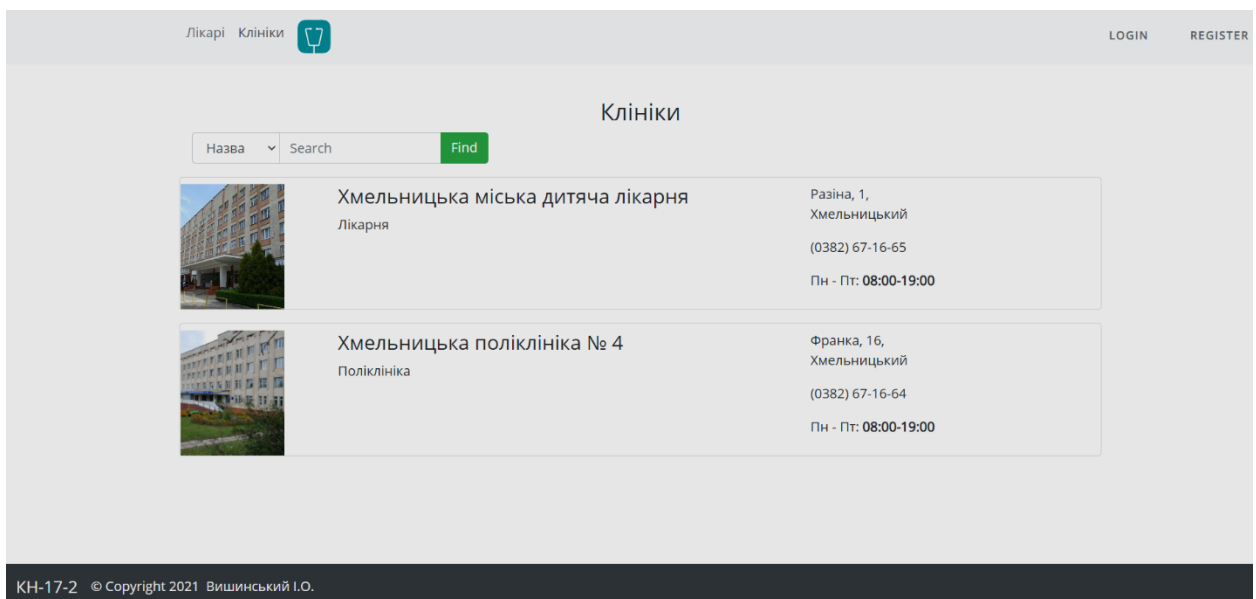 Лікарі Клініки
LOGIN REGISTER
Клініки
Назва Search Find
Хмельницька міська дитяча лікарня
Лікарня
Разіна, 1,
Хмельницький
(0382) 67-16-65
Пн - Пт: 08:00-19:00
Хмельницька поліклініка № 4
Поліклініка
Франка, 16,
Хмельницький
(0382) 67-16-64
Пн - Пт: 08:00-19:00
КН-17-2 © Copyright 2021 Вишинський І.О.